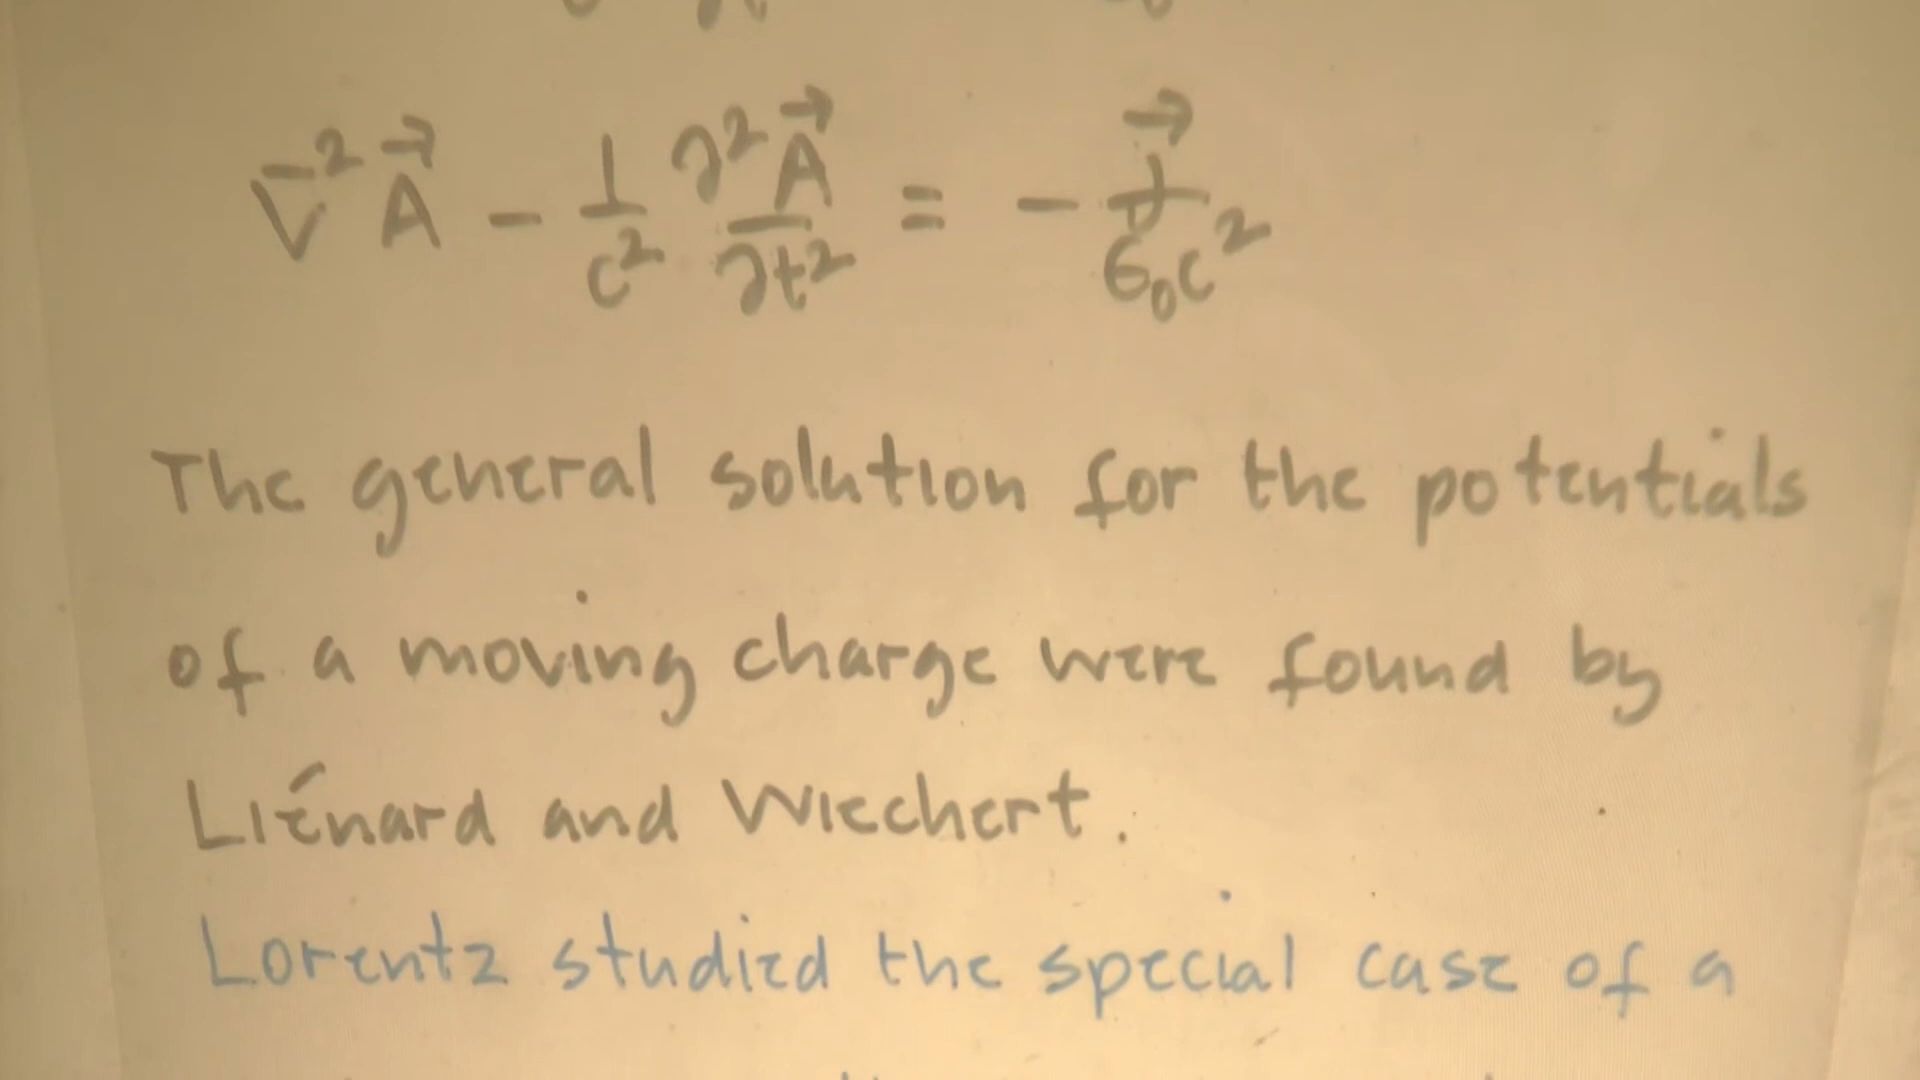 ∇² A⃗ - 1/c² ∂²A⃗/∂t² = - j⃗/ϵ₀c²
The general solution for the potentials
of a moving charge were found by
Liénard and Wiechert.
Lorentz studied the special case of a